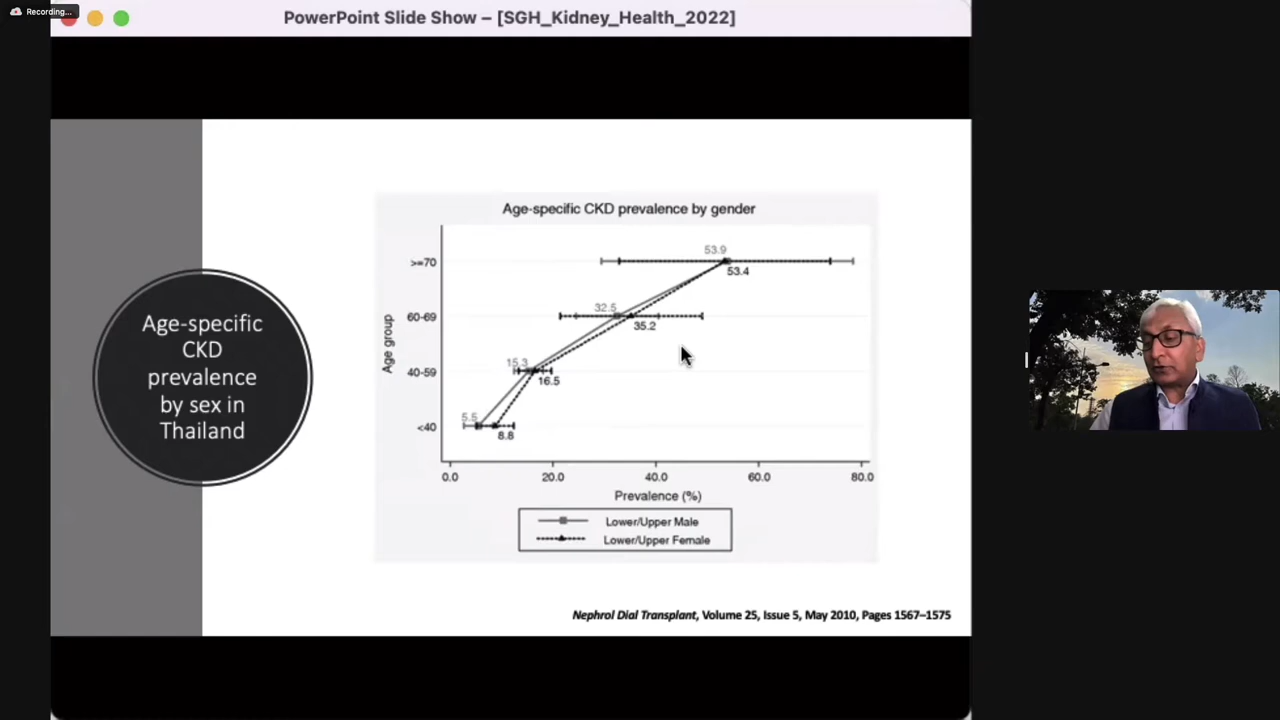 Recording...
PowerPoint Slide Show – [SGH_Kidney_Health_2022]
Age-specific
CKD
prevalence
by sex in
Thailand
Age-specific CKD prevalence by gender
Age group
>=70
60-69
40-59
<40
53.9
53.4
32.5
35.2
15.3
16.5
5.5
8.8
0.0 20.0 40.0 60.0 80.0
Prevalence (%)
Lower/Upper Male
Lower/Upper Female
Nephrol Dial Transplant, Volume 25, Issue 5, May 2010, Pages 1567–1575